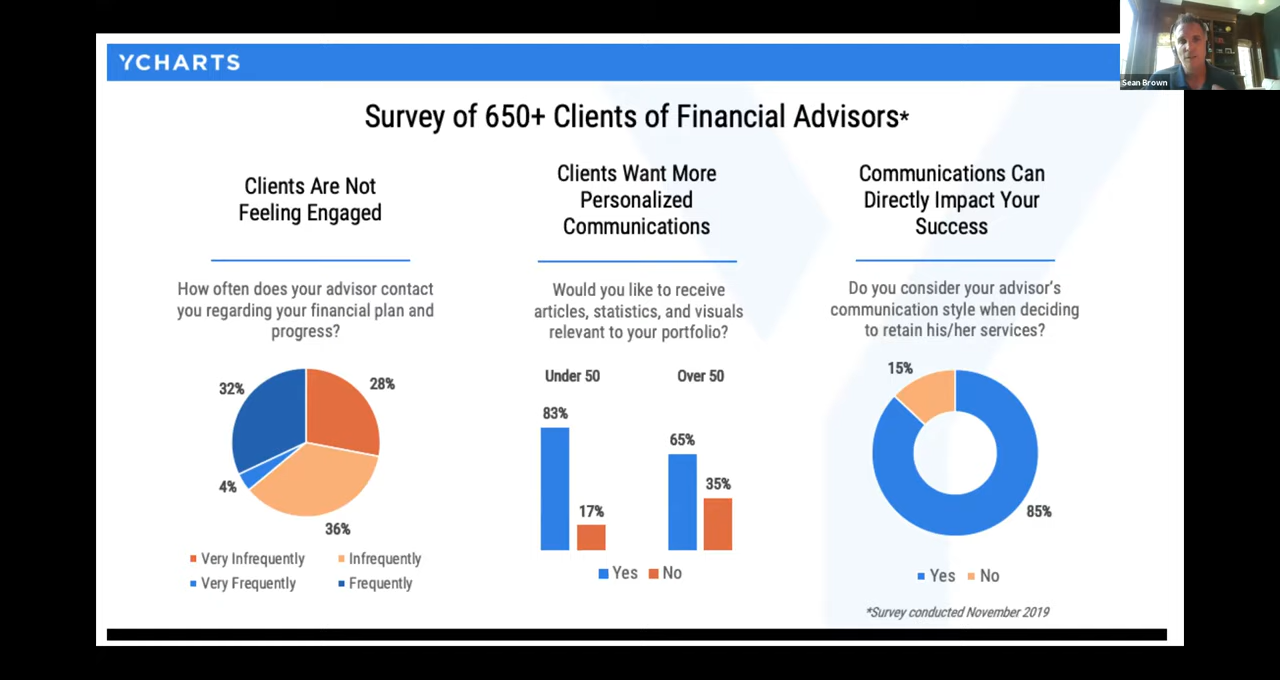 YCHARTS
Sean Brown
Survey of 650+ Clients of Financial Advisors*
Clients Are Not
Feeling Engaged
How often does your advisor contact
you regarding your financial plan and
progress?
32%
28%
4%
36%
Very Infrequently
Infrequently
Very Frequently
Frequently
Clients Want More
Personalized
Communications
Would you like to receive
articles, statistics, and visuals
relevant to your portfolio?
Under 50
Over 50
83%
17%
65%
35%
Yes
No
Communications Can
Directly Impact Your
Success
Do you consider your advisor's
communication style when deciding
to retain his/her services?
15%
85%
Yes
No
*Survey conducted November 2019